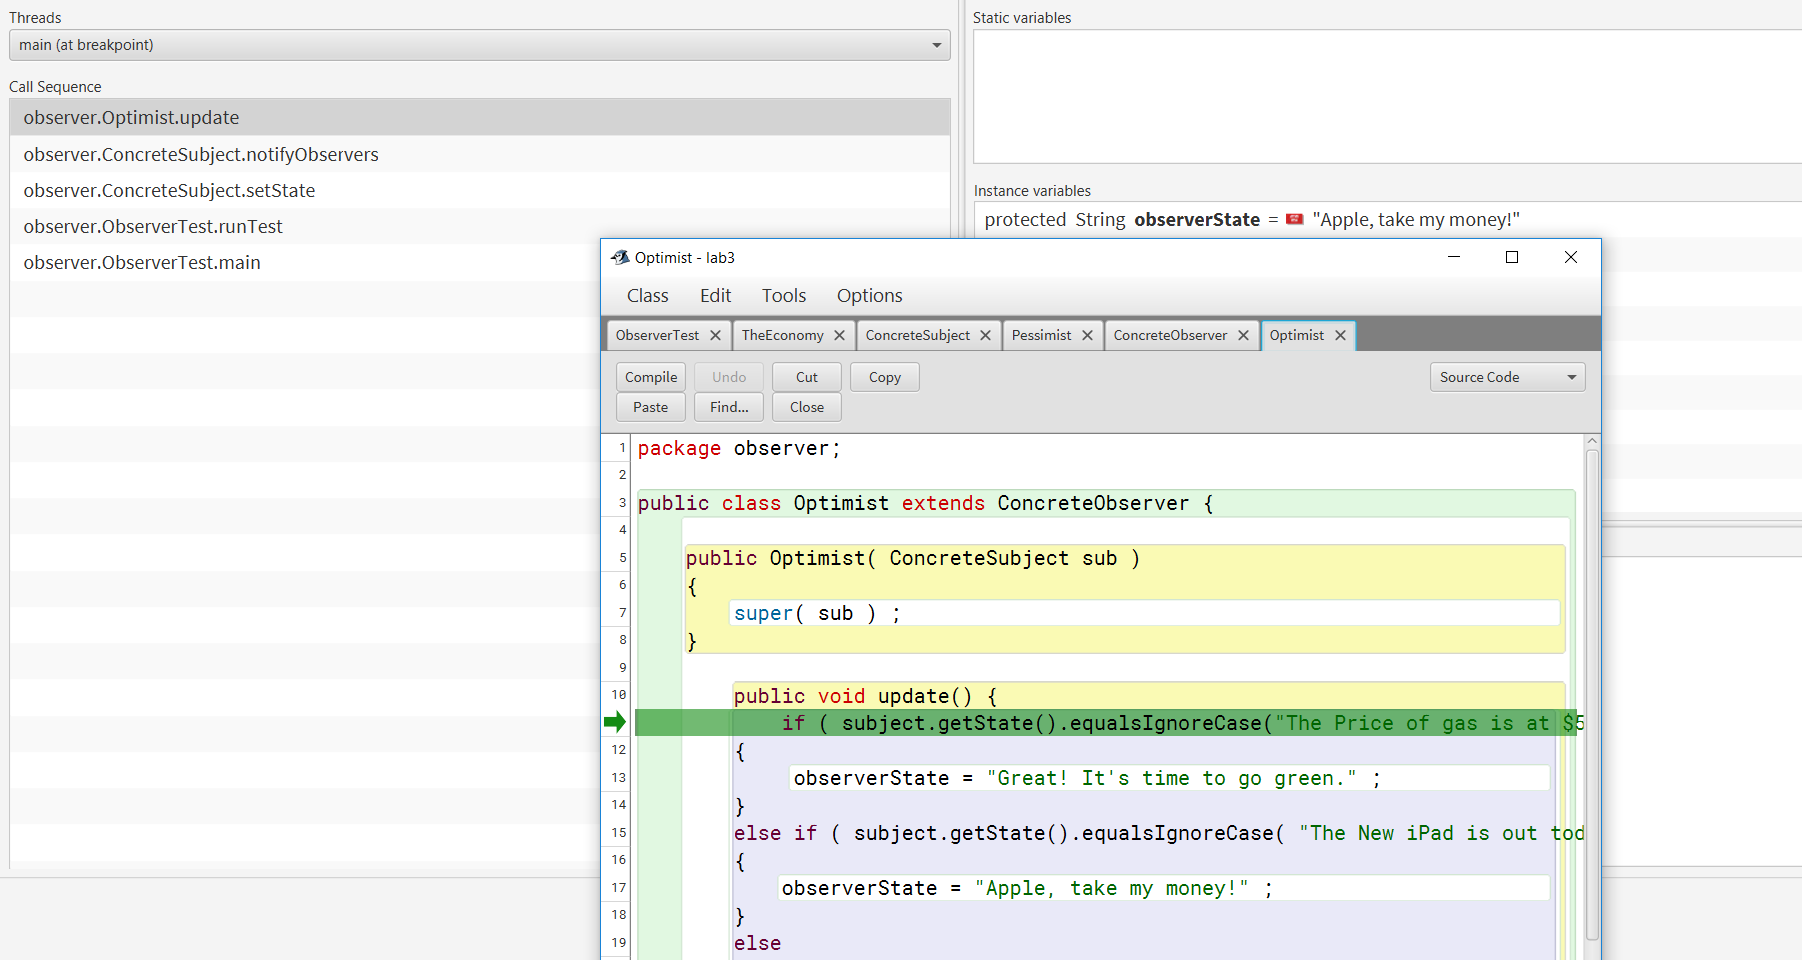 Threads
main (at breakpoint)
Call Sequence
observer.Optimist.update
observer.ConcreteSubject.notifyObservers
observer.ConcreteSubject.setState
observer.ObserverTest.runTest
observer.ObserverTest.main
Static variables
Instance variables
protected String observerState = "Apple, take my money!"
Optimist - lab3
Class Edit Tools Options
ObserverTest TheEconomy ConcreteSubject Pessimist ConcreteObserver Optimist
Compile Undo Cut Copy Source Code
Paste Find... Close
1 package observer;
2
3 public class Optimist extends ConcreteObserver {
4
5 public Optimist( ConcreteSubject sub )
6 {
7 super( sub ) ;
8 }
9
10 public void update() {
if ( subject.getState().equalsIgnoreCase("The Price of gas is at $5
12 {
13 observerState = "Great! It's time to go green." ;
14 }
15 else if ( subject.getState().equalsIgnoreCase( "The New iPad is out tod
16 {
17 observerState = "Apple, take my money!" ;
18 }
19 else